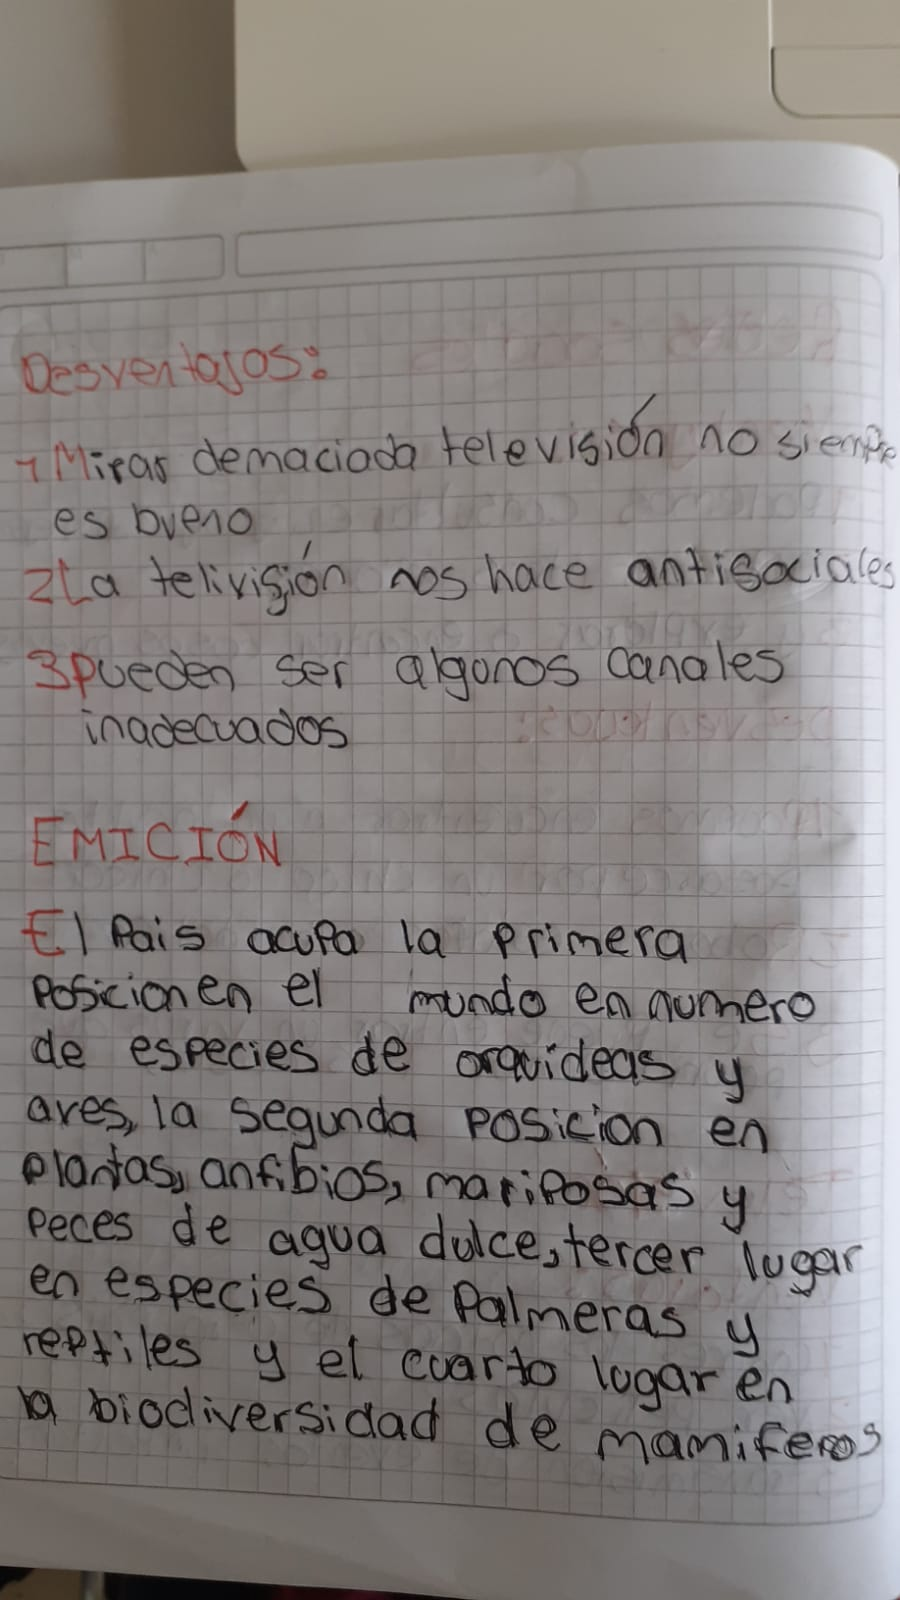 Desventajas:
1 Mirar demaciada televisión no siempre
es bueno
2 La telivisión nos hace antisociales
3 pueden ser algunos canales
inadecuados
EMICIÓN
El Pais acupa la primera
Posicion en el mundo en numero
de especies de orquideas y
aves, la segunda posicion en
plantas, anfibios, mariposas y
peces de agua dulce, tercer lugar
en especies de palmeras y
reptiles y el cuarto lugar en
la biodiversidad de mamiferos